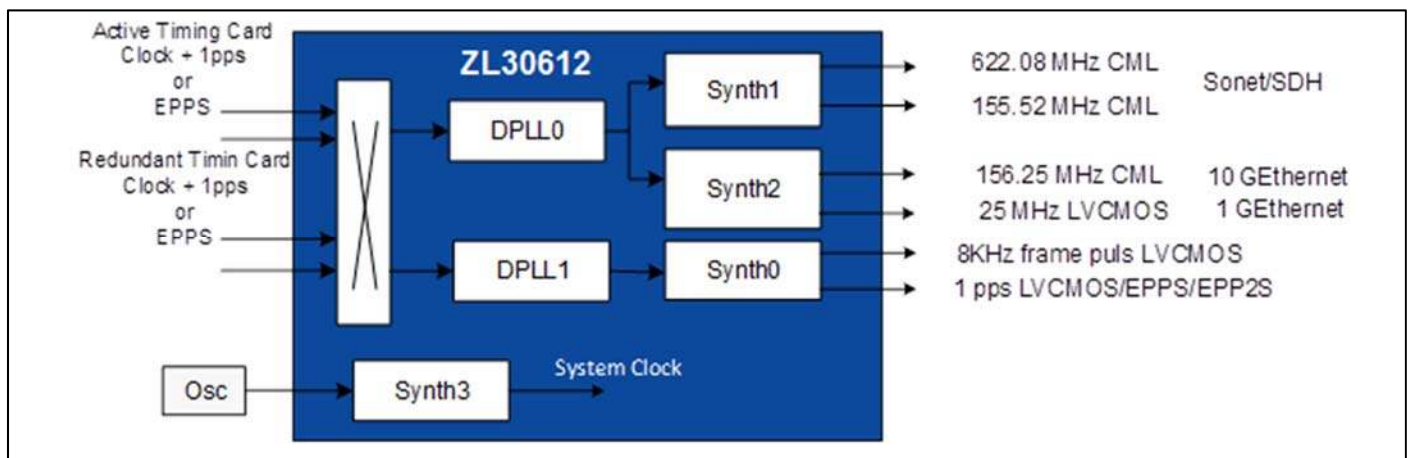 Active Timing Card
Clock + 1pps
or
EPPS
Redundant Timin Card
Clock + 1pps
or
EPPS
ZL30612
DPLL0
DPLL1
Synth1
Synth2
Synth0
622.08 MHz CML
155.52 MHz CML
Sonet/SDH
156.25 MHz CML 10 GEthernet
25 MHz LVCMOS 1 GEthernet
8KHz frame puls LVCMOS
1 pps LVCMOS/EPPS/EPP2S
Osc
Synth3
System Clock